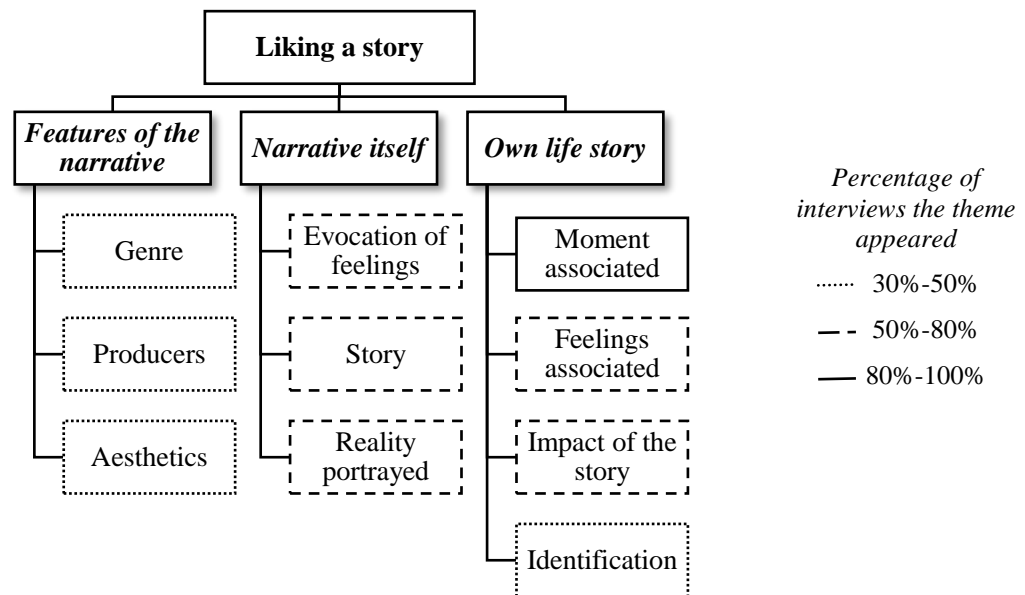 Liking a story
Features of the
narrative
Narrative itself
Own life story
Genre
Producers
Aesthetics
Evocation of
feelings
Story
Reality
portrayed
Moment
associated
Feelings
associated
Impact of the
story
Identification
Percentage of
interviews the theme
appeared
30%-50%
50%-80%
80%-100%